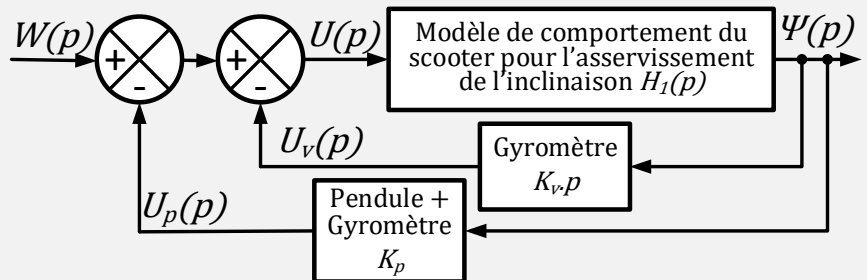 W(p)
+
-
+
-
U(p)
Modèle de comportement du
scooter pour l'asservissement
de l'inclinaison H₁(p)
Ψ(p)
Uᵥ(p)
Gyromètre
Kᵥ.p
Uₚ(p)
Pendule +
Gyromètre
Kₚ